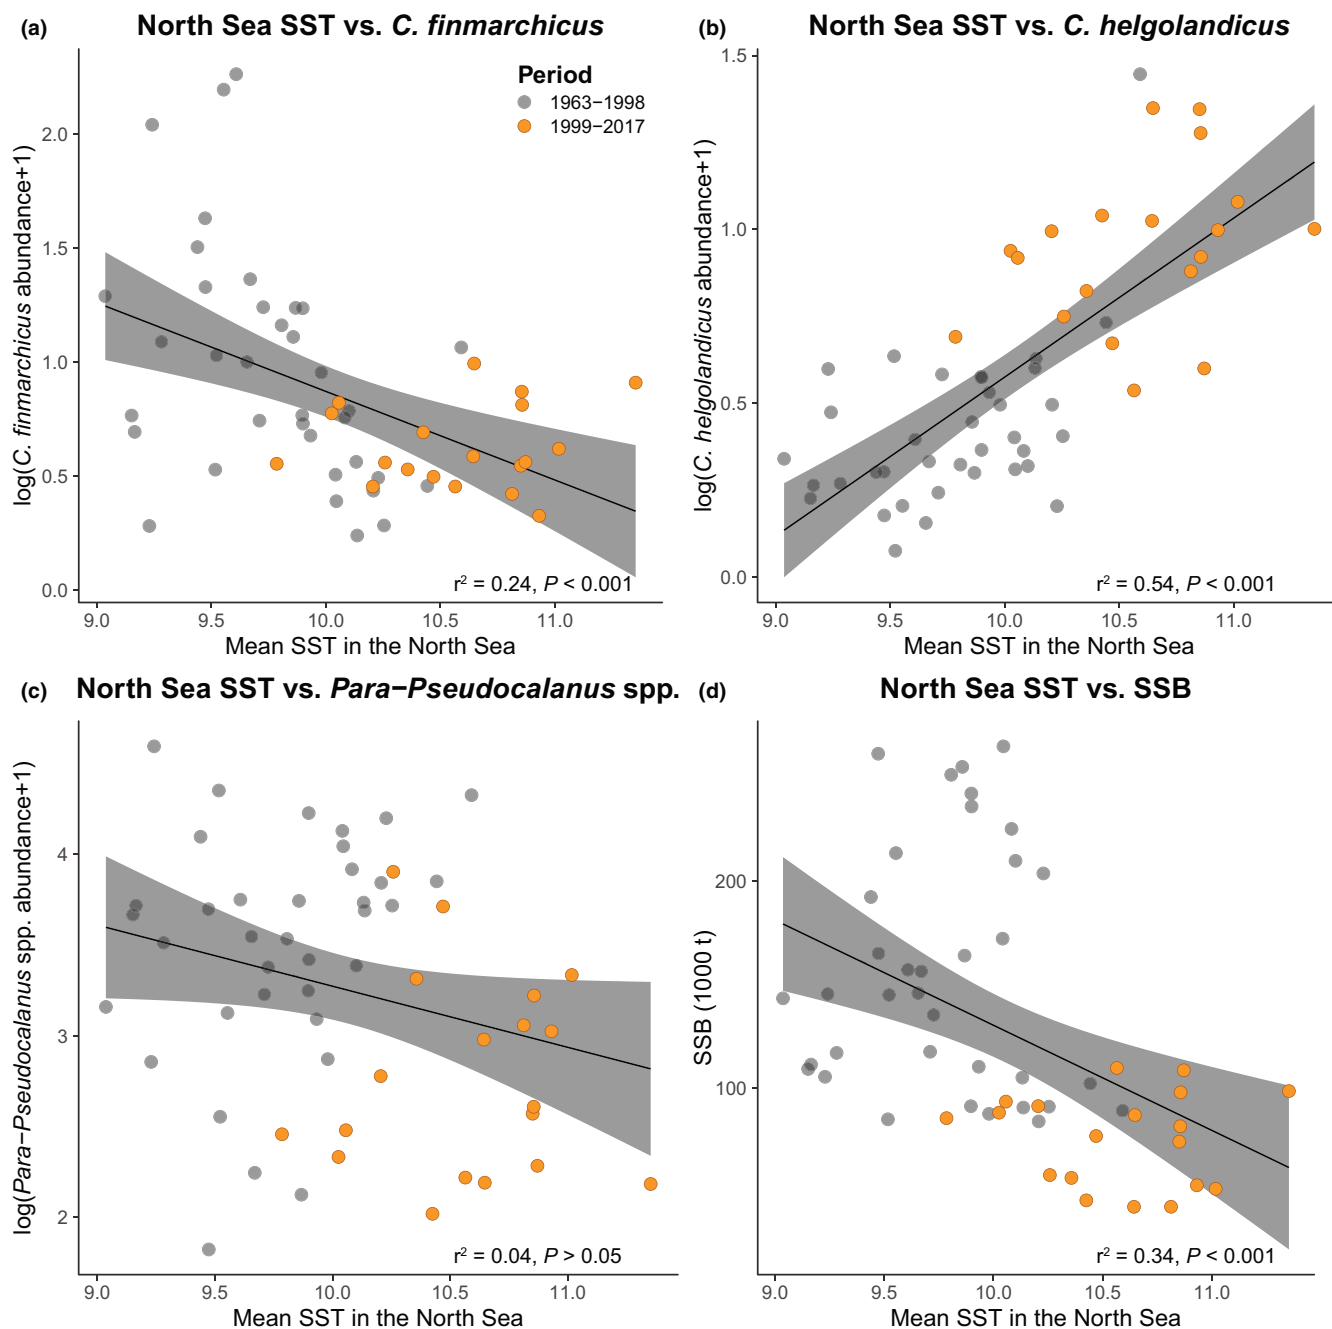 (a) North Sea SST vs. C. finmarchicus
log(C. finmarchicus abundance+1)
2.0
1.5
1.0
0.5
0.0
Period
1963−1998
1999−2017
r² = 0.24, P < 0.001
9.0 9.5 10.0 10.5 11.0
Mean SST in the North Sea
(b) North Sea SST vs. C. helgolandicus
log(C. helgolandicus abundance+1)
1.5
1.0
0.5
0.0
r² = 0.54, P < 0.001
9.0 9.5 10.0 10.5 11.0
Mean SST in the North Sea
(c) North Sea SST vs. Para−Pseudocalanus spp.
log(Para−Pseudocalanus spp. abundance+1)
4
3
2
r² = 0.04, P > 0.05
9.0 9.5 10.0 10.5 11.0
Mean SST in the North Sea
(d) North Sea SST vs. SSB
SSB (1000 t)
200
100
r² = 0.34, P < 0.001
9.0 9.5 10.0 10.5 11.0
Mean SST in the North Sea